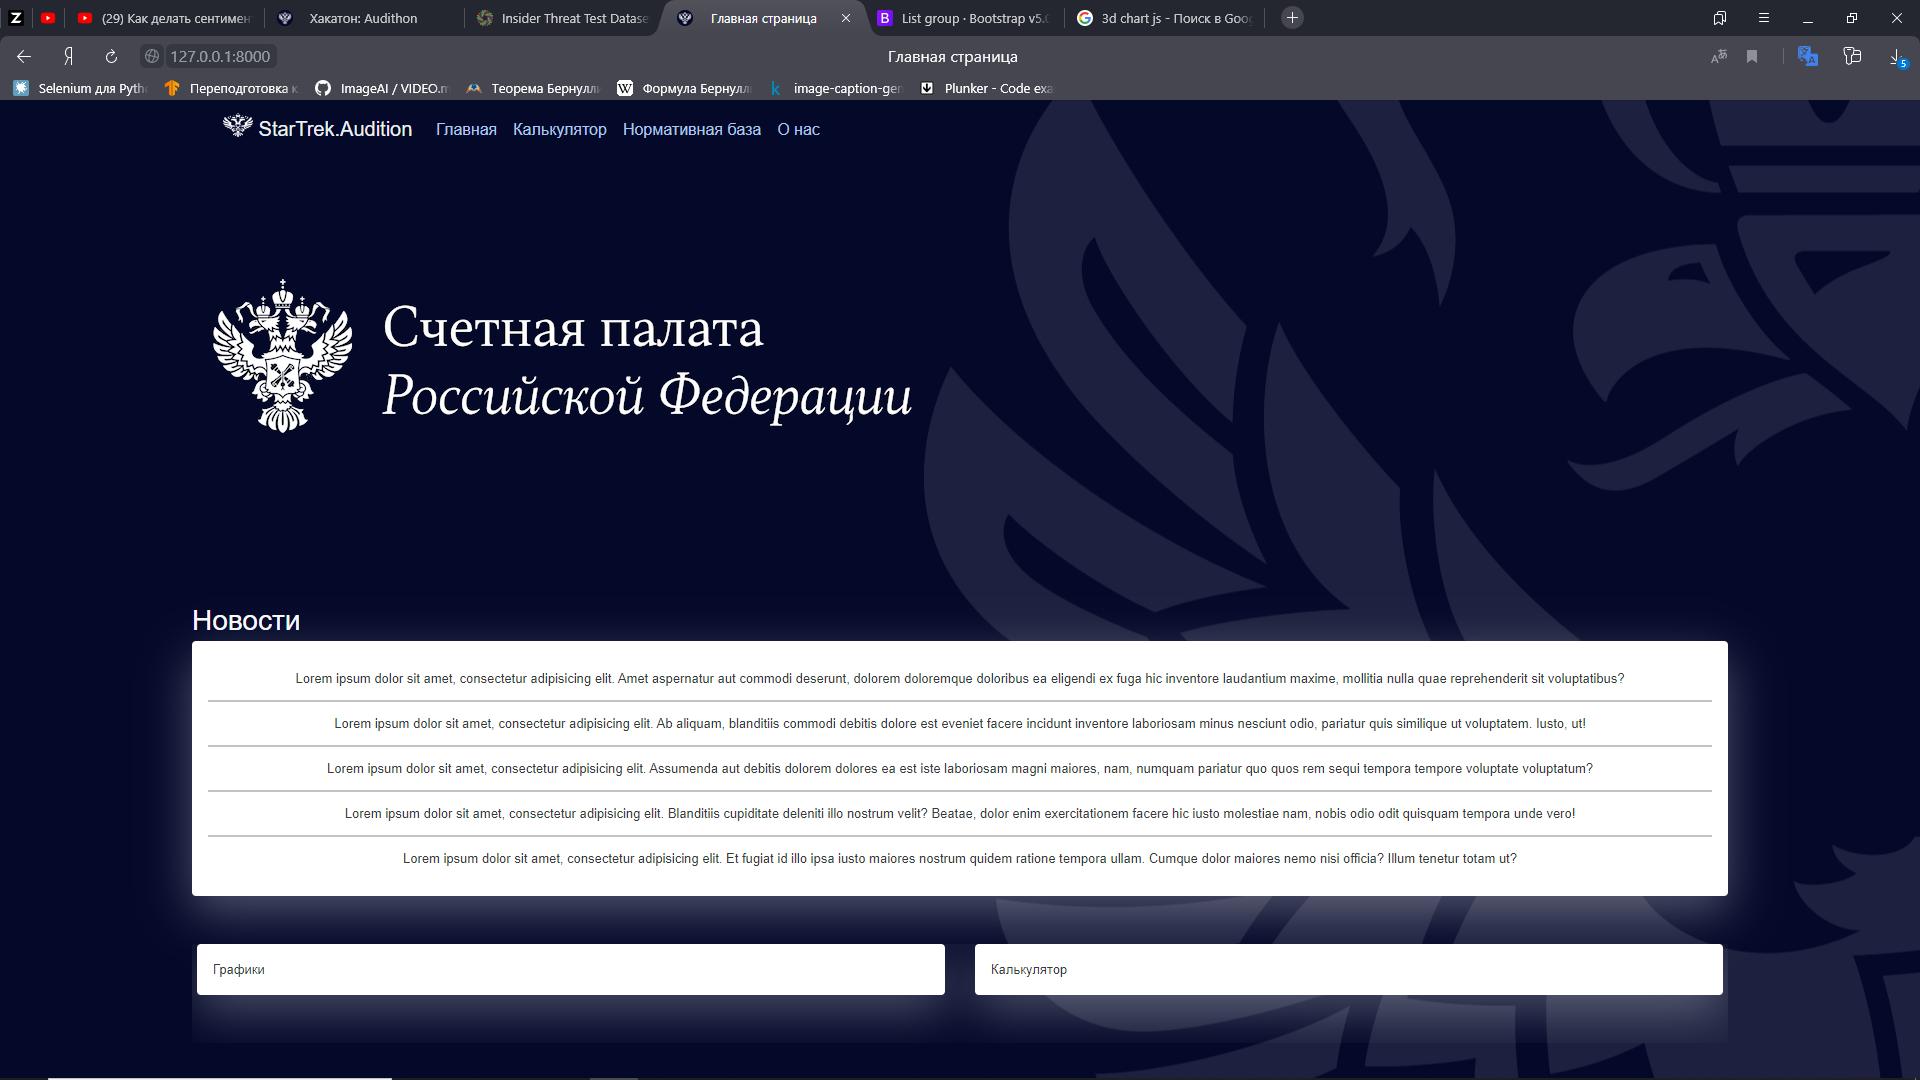 (29) Как делать сентимен
Хакатон: Audithon
Insider Threat Test Datase
Главная страница
List group · Bootstrap v5.0
3d chart js - Поиск в Goog
127.0.0.1:8000
Главная страница
5
Selenium для Pyth
Переподготовка к
ImageAI / VIDEO.m
Теорема Бернулли
Формула Бернулл
image-caption-gen
Plunker - Code exa
StarTrek.Audition
Главная
Калькулятор
Нормативная база
О нас
Счетная палата
Российской Федерации
Новости
Lorem ipsum dolor sit amet, consectetur adipisicing elit. Amet aspernatur aut commodi deserunt, dolorem doloremque doloribus ea eligendi ex fuga hic inventore laudantium maxime, mollitia nulla quae reprehenderit sit voluptatibus?
Lorem ipsum dolor sit amet, consectetur adipisicing elit. Ab aliquam, blanditiis commodi debitis dolore est eveniet facere incidunt inventore laboriosam minus nesciunt odio, pariatur quis similique ut voluptatem. Iusto, ut!
Lorem ipsum dolor sit amet, consectetur adipisicing elit. Assumenda aut debitis dolorem dolores ea est iste laboriosam magni maiores, nam, numquam pariatur quo quos rem sequi tempora tempore voluptate voluptatum?
Lorem ipsum dolor sit amet, consectetur adipisicing elit. Blanditiis cupiditate deleniti illo nostrum velit? Beatae, dolor enim exercitationem facere hic iusto molestiae nam, nobis odio odit quisquam tempora unde vero!
Lorem ipsum dolor sit amet, consectetur adipisicing elit. Et fugiat id illo ipsa iusto maiores nostrum quidem ratione tempora ullam. Cumque dolor maiores nemo nisi officia? Illum tenetur totam ut?
Графики
Калькулятор